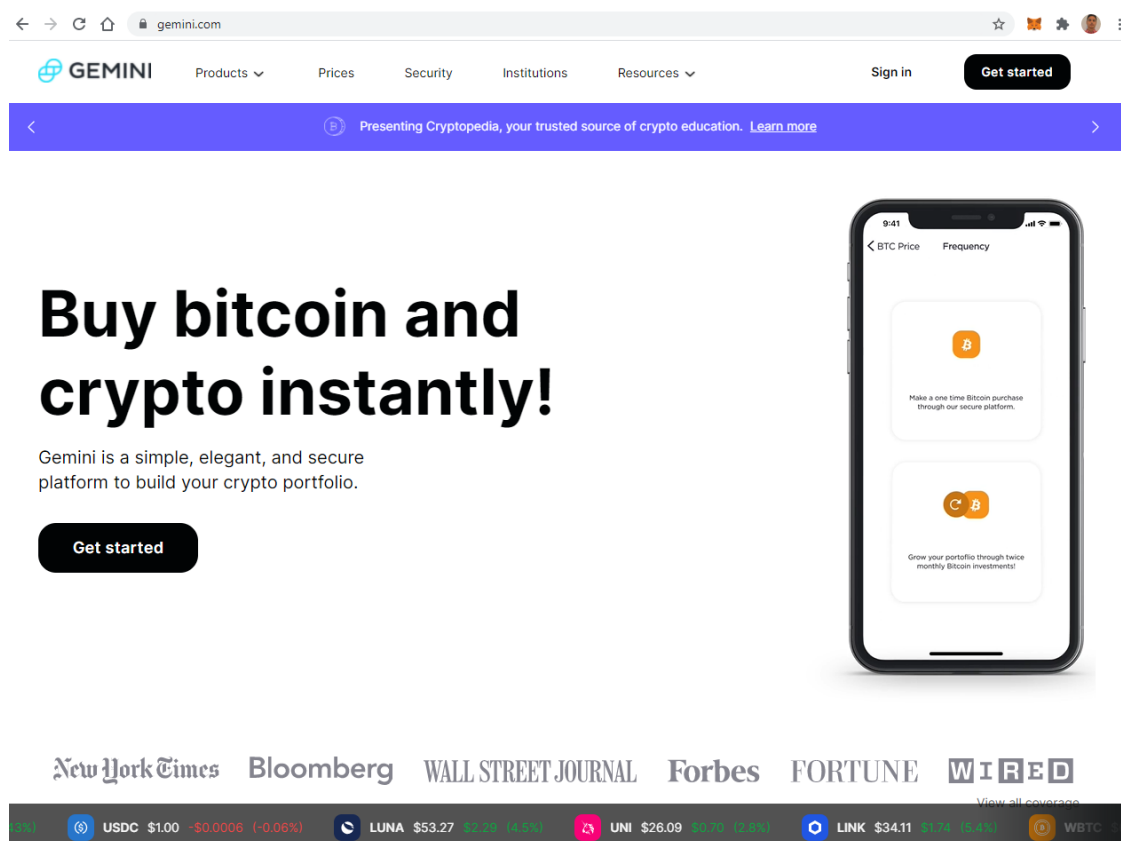 gemini.com
GEMINI Products Prices Security Institutions Resources Sign in Get started
Presenting Cryptopedia, your trusted source of crypto education. Learn more
Buy bitcoin and
crypto instantly!
Gemini is a simple, elegant, and secure
platform to build your crypto portfolio.
Get started
9:41
BTC Price Frequency
Make a one time Bitcoin purchase
through our secure platform.
Grow your portoflio through twice
monthly Bitcoin investments!
New York Times Bloomberg WALL STREET JOURNAL Forbes FORTUNE WIRED
View all coverage
43%) USDC $1.00 -$0.0006 (-0.06%) LUNA $53.27 $2.29 (4.5%) UNI $26.09 $0.70 (2.8%) LINK $34.11 $1.74 (5.4%) WBTC